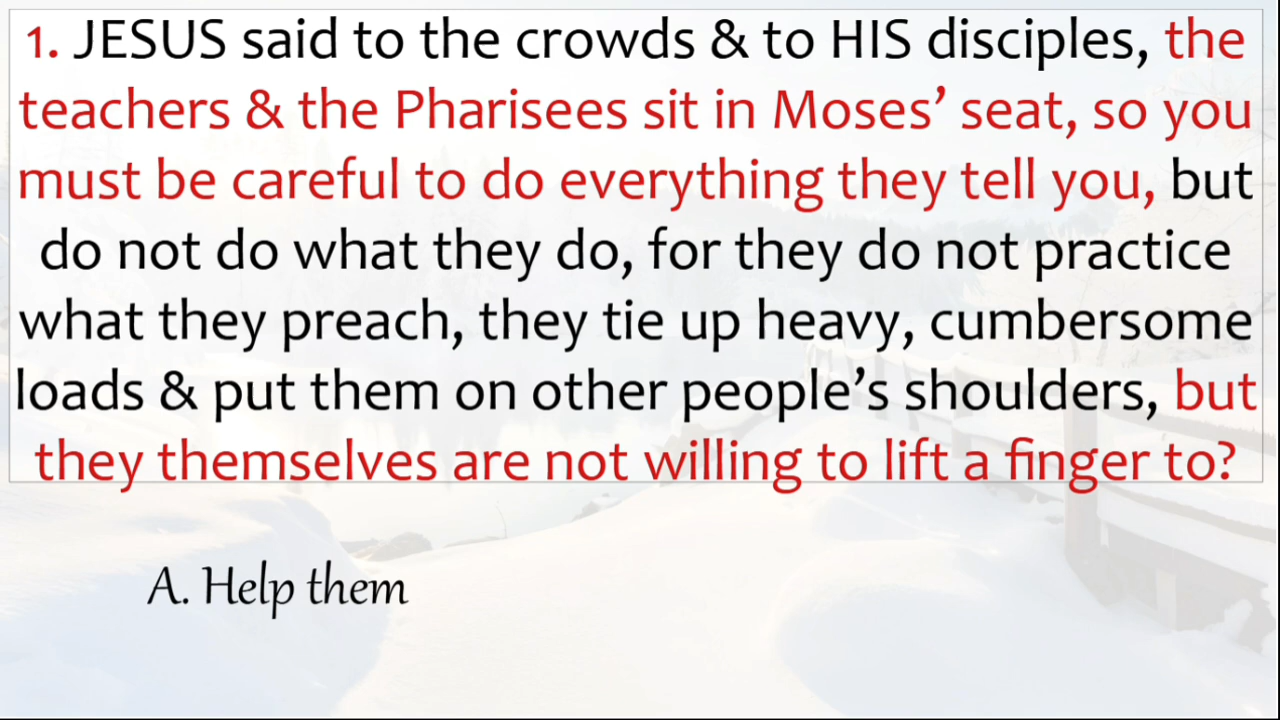 1. JESUS said to the crowds & to HIS disciples, the
teachers & the Pharisees sit in Moses’ seat, so you
must be careful to do everything they tell you, but
do not do what they do, for they do not practice
what they preach, they tie up heavy, cumbersome
loads & put them on other people’s shoulders, but
they themselves are not willing to lift a finger to?
A. Help them